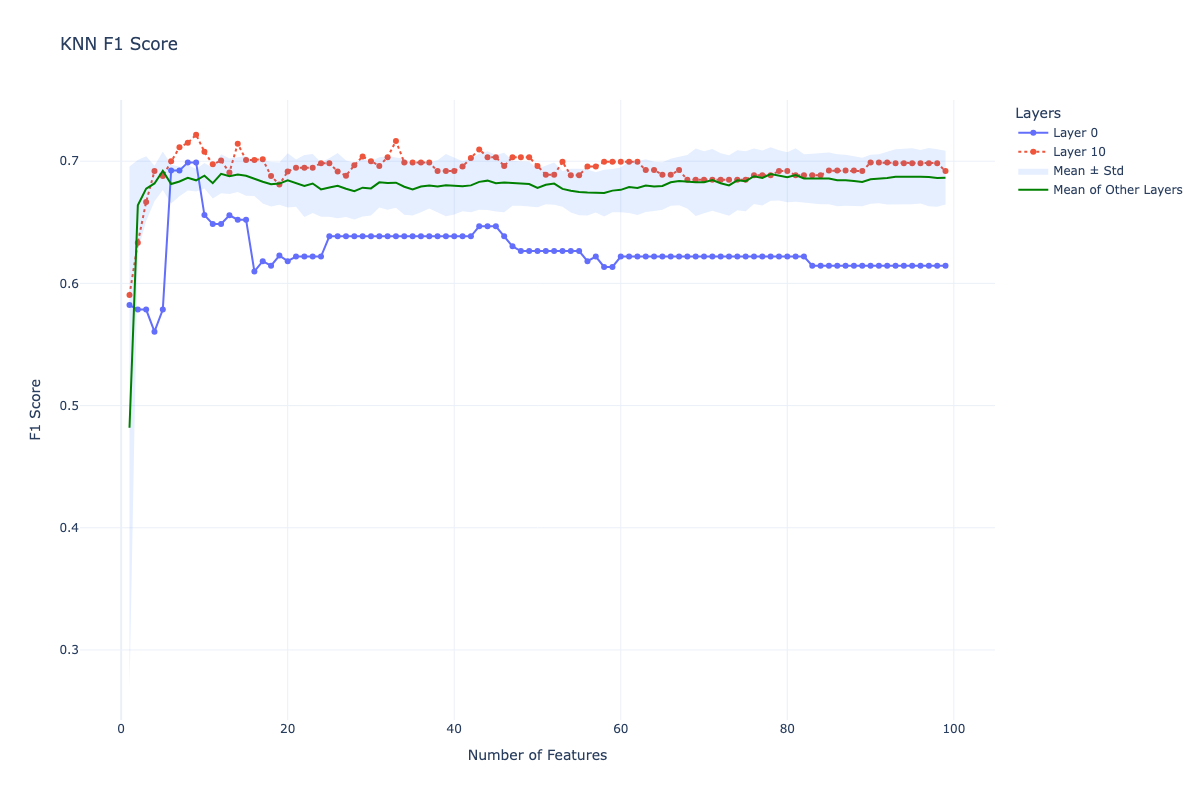 KNN F1 Score
Layers
Layer 0
Layer 10
Mean ± Std
Mean of Other Layers
0.7
0.6
0.5
0.4
0.3
F1 Score
0 20 40 60 80 100
Number of Features